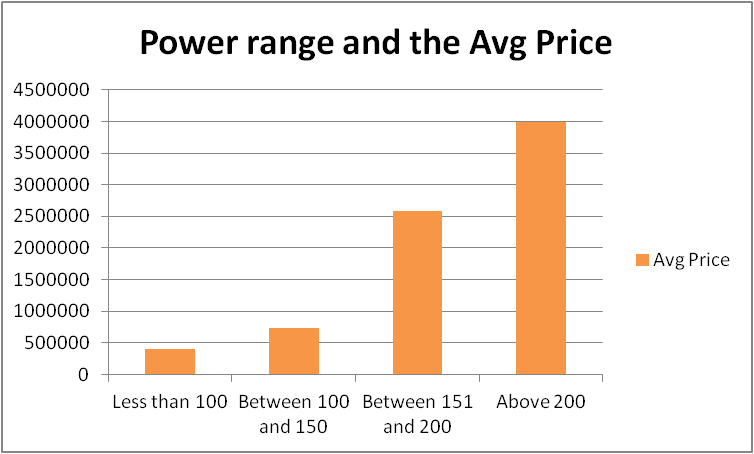 Power range and the Avg Price
4500000
4000000
3500000
3000000
2500000
2000000
1500000
1000000
500000
0
Avg Price
Less than 100
Between 100
and 150
Between 151
and 200
Above 200